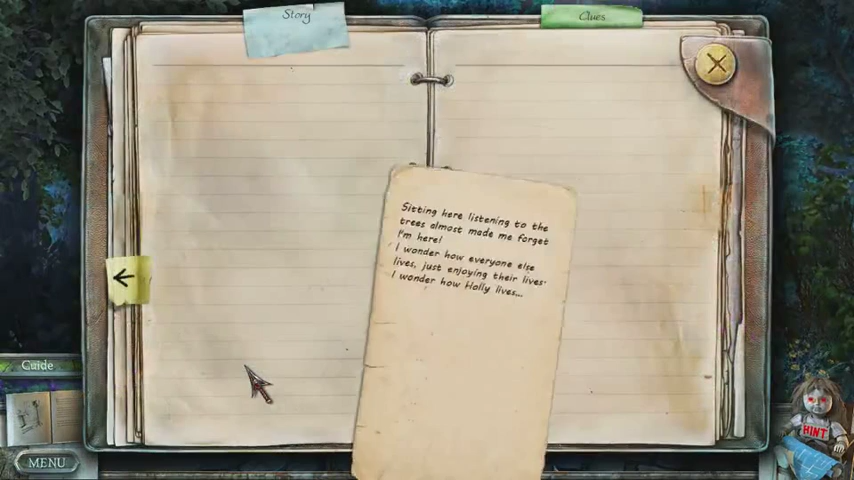 Story
Clues
Sitting here listening to the
trees almost made me forget
I'm here!
I wonder how everyone else
lives, just enjoying their lives.
I wonder how Holly lives...
Guide
HINT
MENU